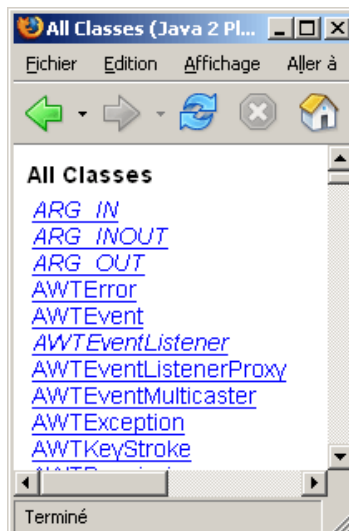 All Classes (Java 2 Pl...
Fichier Edition Affichage Aller à
All Classes
ARG_IN
ARG_INOUT
ARG_OUT
AWTError
AWTEvent
AWTEventListener
AWTEventListenerProxy
AWTEventMulticaster
AWTException
AWTKeyStroke
Terminé